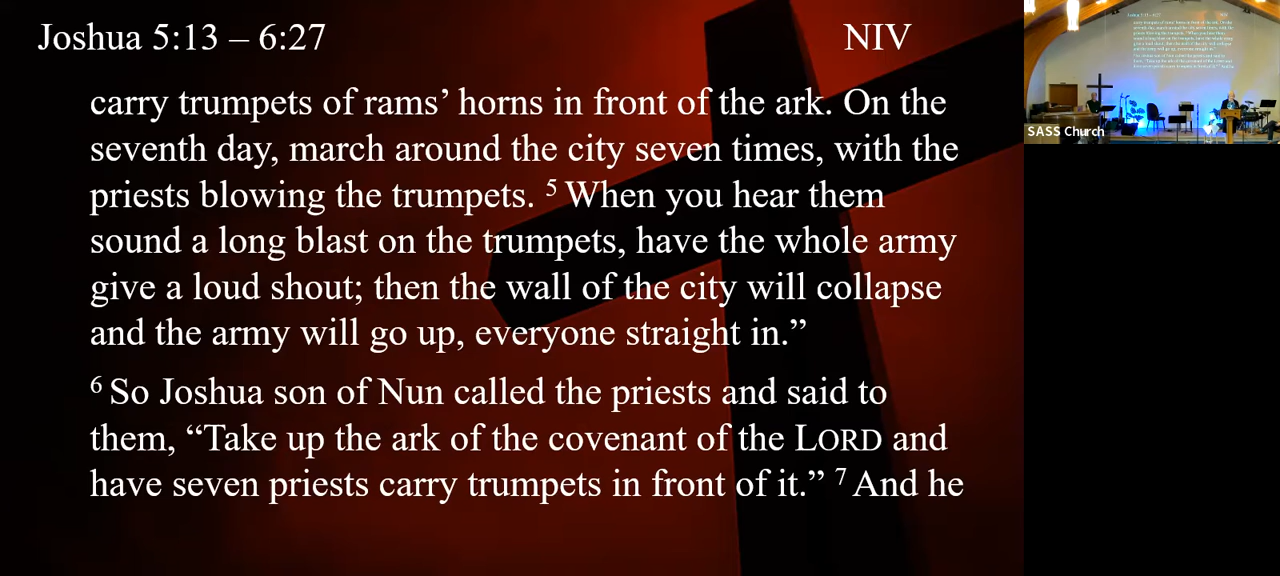 Joshua 5:13 – 6:27 NIV
carry trumpets of rams’ horns in front of the ark. On the
seventh day, march around the city seven times, with the
priests blowing the trumpets. 5 When you hear them
sound a long blast on the trumpets, have the whole army
give a loud shout; then the wall of the city will collapse
and the army will go up, everyone straight in.”
6 So Joshua son of Nun called the priests and said to
them, “Take up the ark of the covenant of the LORD and
have seven priests carry trumpets in front of it.” 7 And he
SASS Church